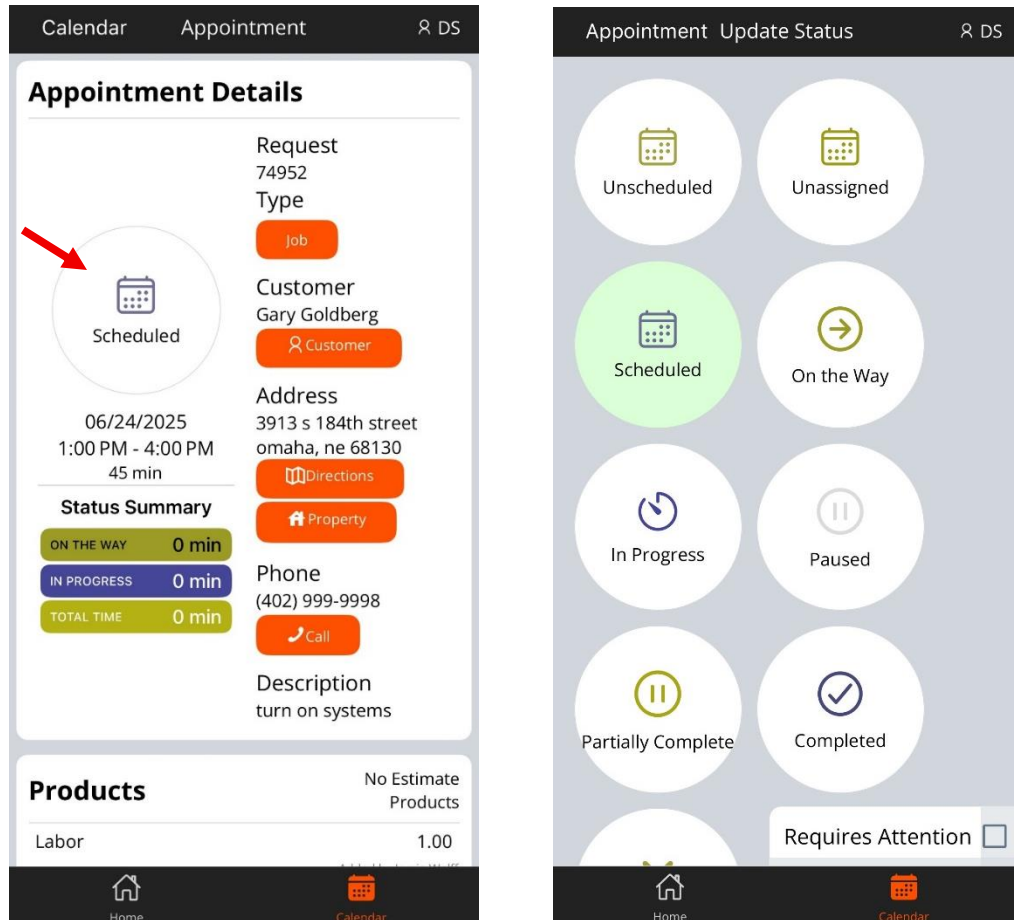 Calendar Appointment DS
Appointment Details
Scheduled
06/24/2025
1:00 PM - 4:00 PM
45 min
Status Summary
ON THE WAY 0 min
IN PROGRESS 0 min
TOTAL TIME 0 min
Request
74952
Type
Job
Customer
Gary Goldberg
Customer
Address
3913 s 184th street
omaha, ne 68130
Directions
Property
Phone
(402) 999-9998
Call
Description
turn on systems
Products
No Estimate
Products
Labor 1.00
Home Calendar
Appointment Update Status DS
Unscheduled Unassigned
Scheduled On the Way
In Progress Paused
Partially Complete Completed
Requires Attention
Home Calendar